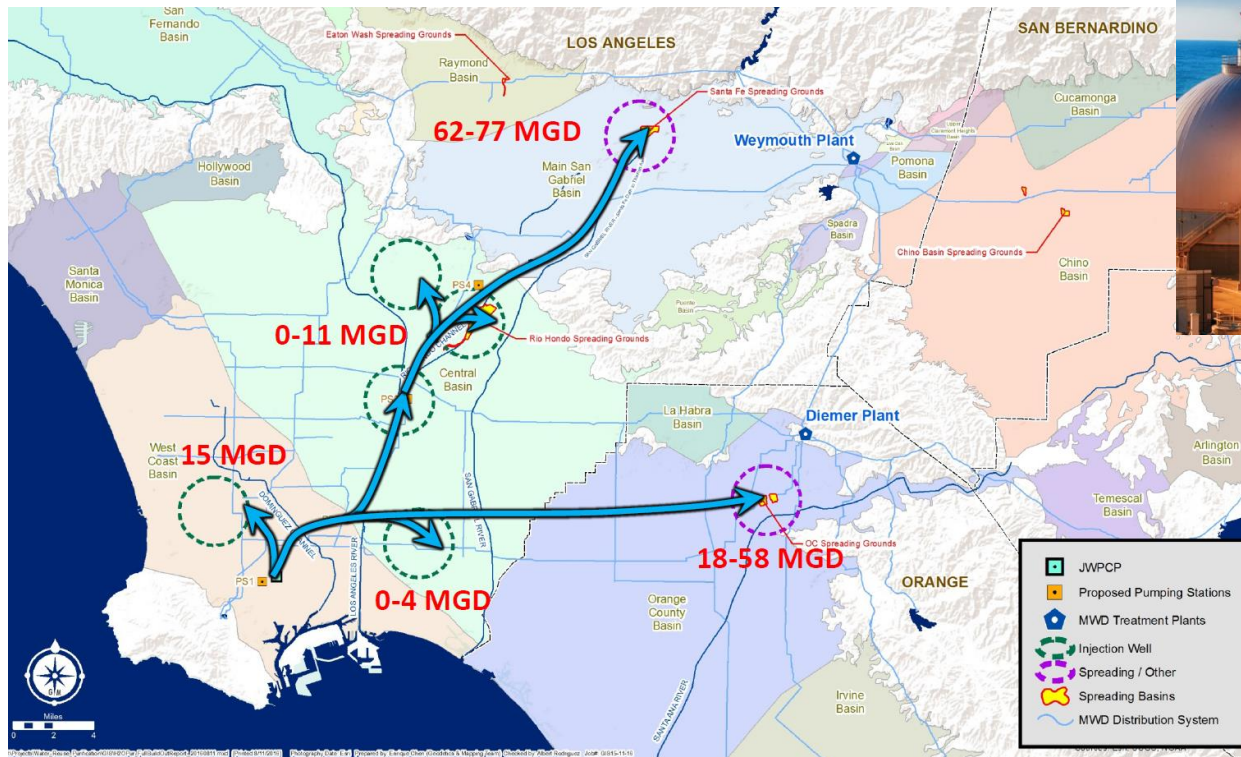 San
Fernando
Basin
Eaton Wash Spreading Grounds
LOS ANGELES
SAN BERNARDINO
Raymond
Basin
Santa Fe Spreading Grounds
Cucamonga
Basin
62-77 MGD
Weymouth Plant
Hollywood
Basin
Main San
Gabriel
Basin
Pomona
Basin
Spadra
Basin
Chino Basin Spreading Grounds
Chino
Basin
Santa
Monica
Basin
PS4
Puente
Basin
0-11 MGD
Rio Hondo Spreading Grounds
CHANNEL
Central
Basin
La Habra
Basin
Diemer Plant
West
Coast
Basin
15 MGD
Arlington
Basin
SAN GABRIEL RIVER
Temescal
Basin
DOMINGUEZ
CHANNEL
OC Spreading Grounds
18-58 MGD
PS1
LOS ANGELES RIVER
0-4 MGD
ORANGE
Orange
County
Basin
SANTA ANA RIVER
Irvine
Basin
JWPCP
Proposed Pumping Stations
MWD Treatment Plants
Injection Well
Spreading / Other
Spreading Basins
MWD Distribution System
Miles
0
2
4